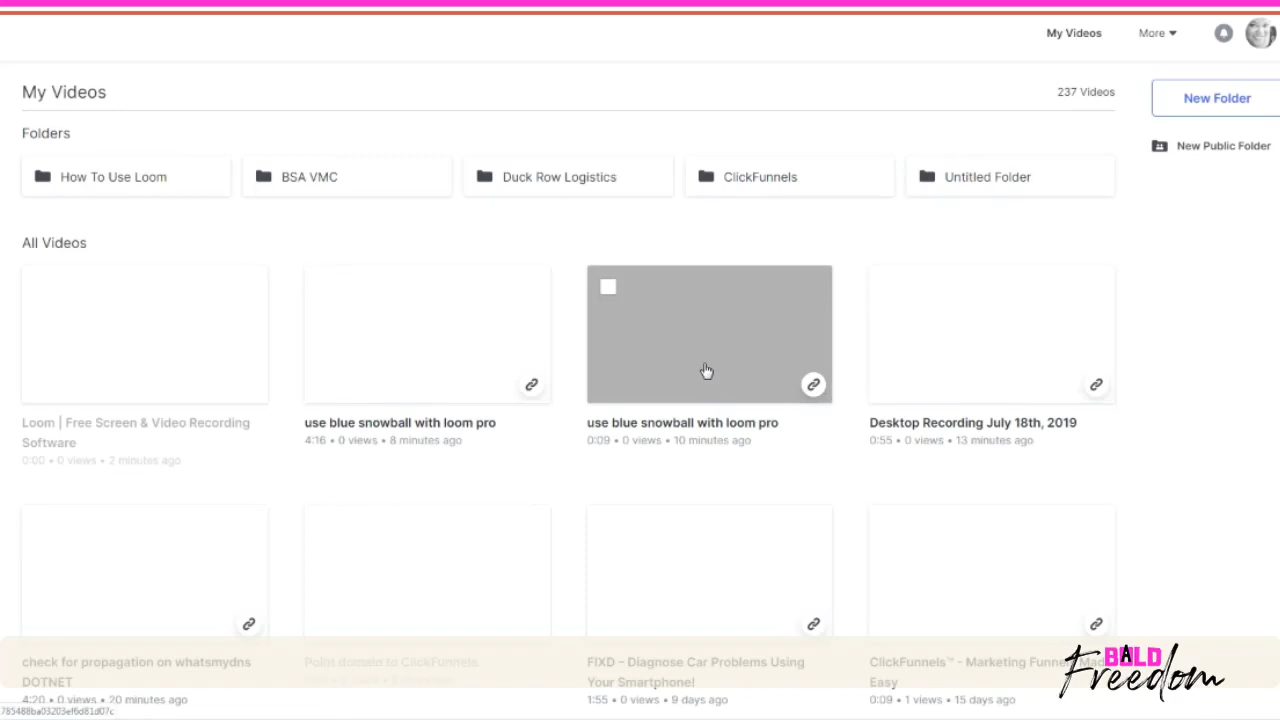 My Videos
More
My Videos
237 Videos
New Folder
New Public Folder
Folders
How To Use Loom
BSA VMC
Duck Row Logistics
ClickFunnels
Untitled Folder
All Videos
Loom | Free Screen & Video Recording
Software
0:00 • 0 views • 2 minutes ago
use blue snowball with loom pro
4:16 • 0 views • 8 minutes ago
use blue snowball with loom pro
0:09 • 0 views • 10 minutes ago
Desktop Recording July 18th, 2019
0:55 • 0 views • 13 minutes ago
check for propagation on whatsmydns
DOTNET
4:20 • 0 views • 20 minutes ago
Point domain to ClickFunnels
FIXD - Diagnose Car Problems Using
Your Smartphone!
1:55 • 0 views • 9 days ago
ClickFunnels™ - Marketing Funnels Made
Easy
0:09 • 1 views • 15 days ago
BALD
Freedom
785488ba03203ef6d81d07c